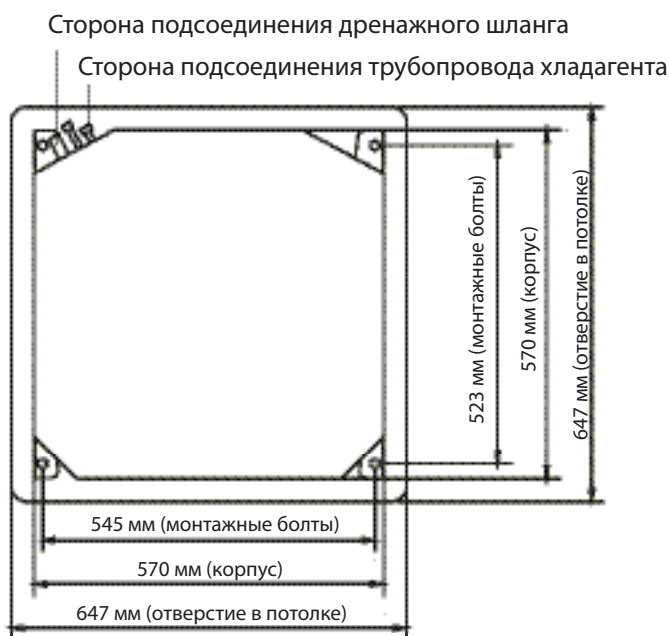 Сторона подсоединения дренажного шланга
Сторона подсоединения трубопровода хладагента
523 мм (монтажные болты)
570 мм (корпус)
647 мм (отверстие в потолке)
545 мм (монтажные болты)
570 мм (корпус)
647 мм (отверстие в потолке)